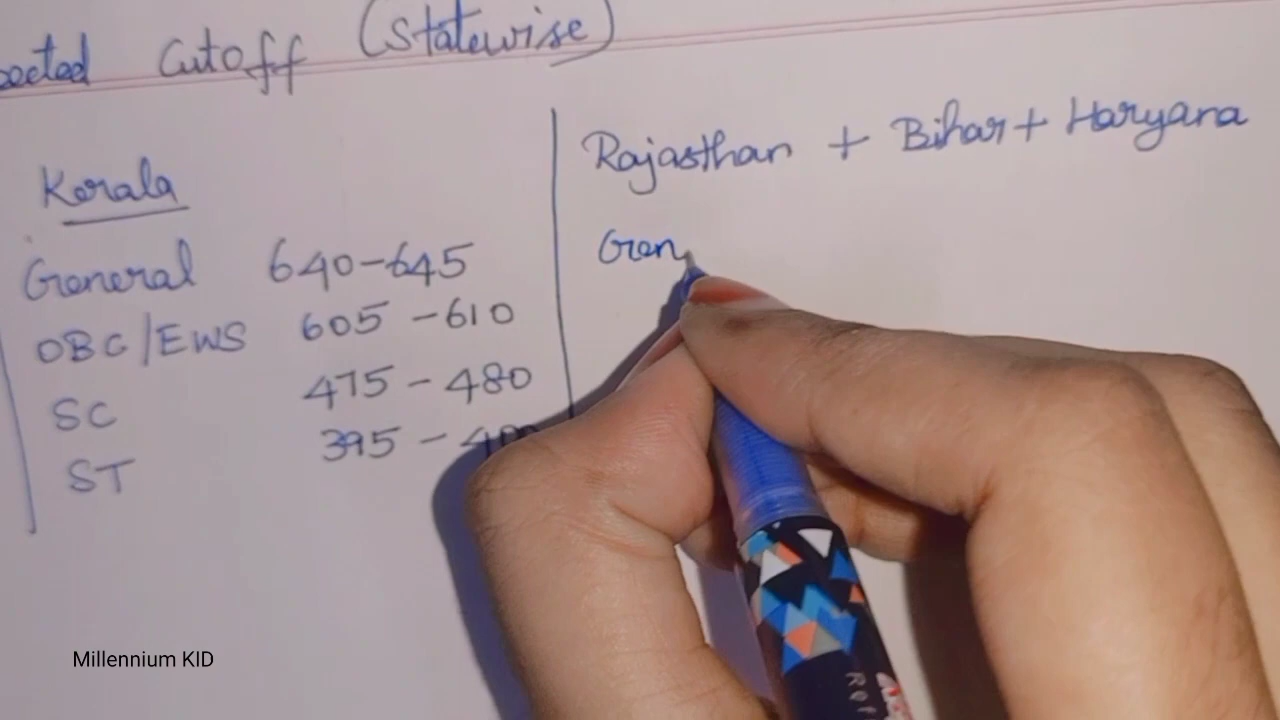 Cutoff (Statewise)
Kerala
General 640-645
OBC/EWS 605-610
SC 475-480
ST 395-400
Rajasthan + Bihar + Haryana
Gen
Millennium KID